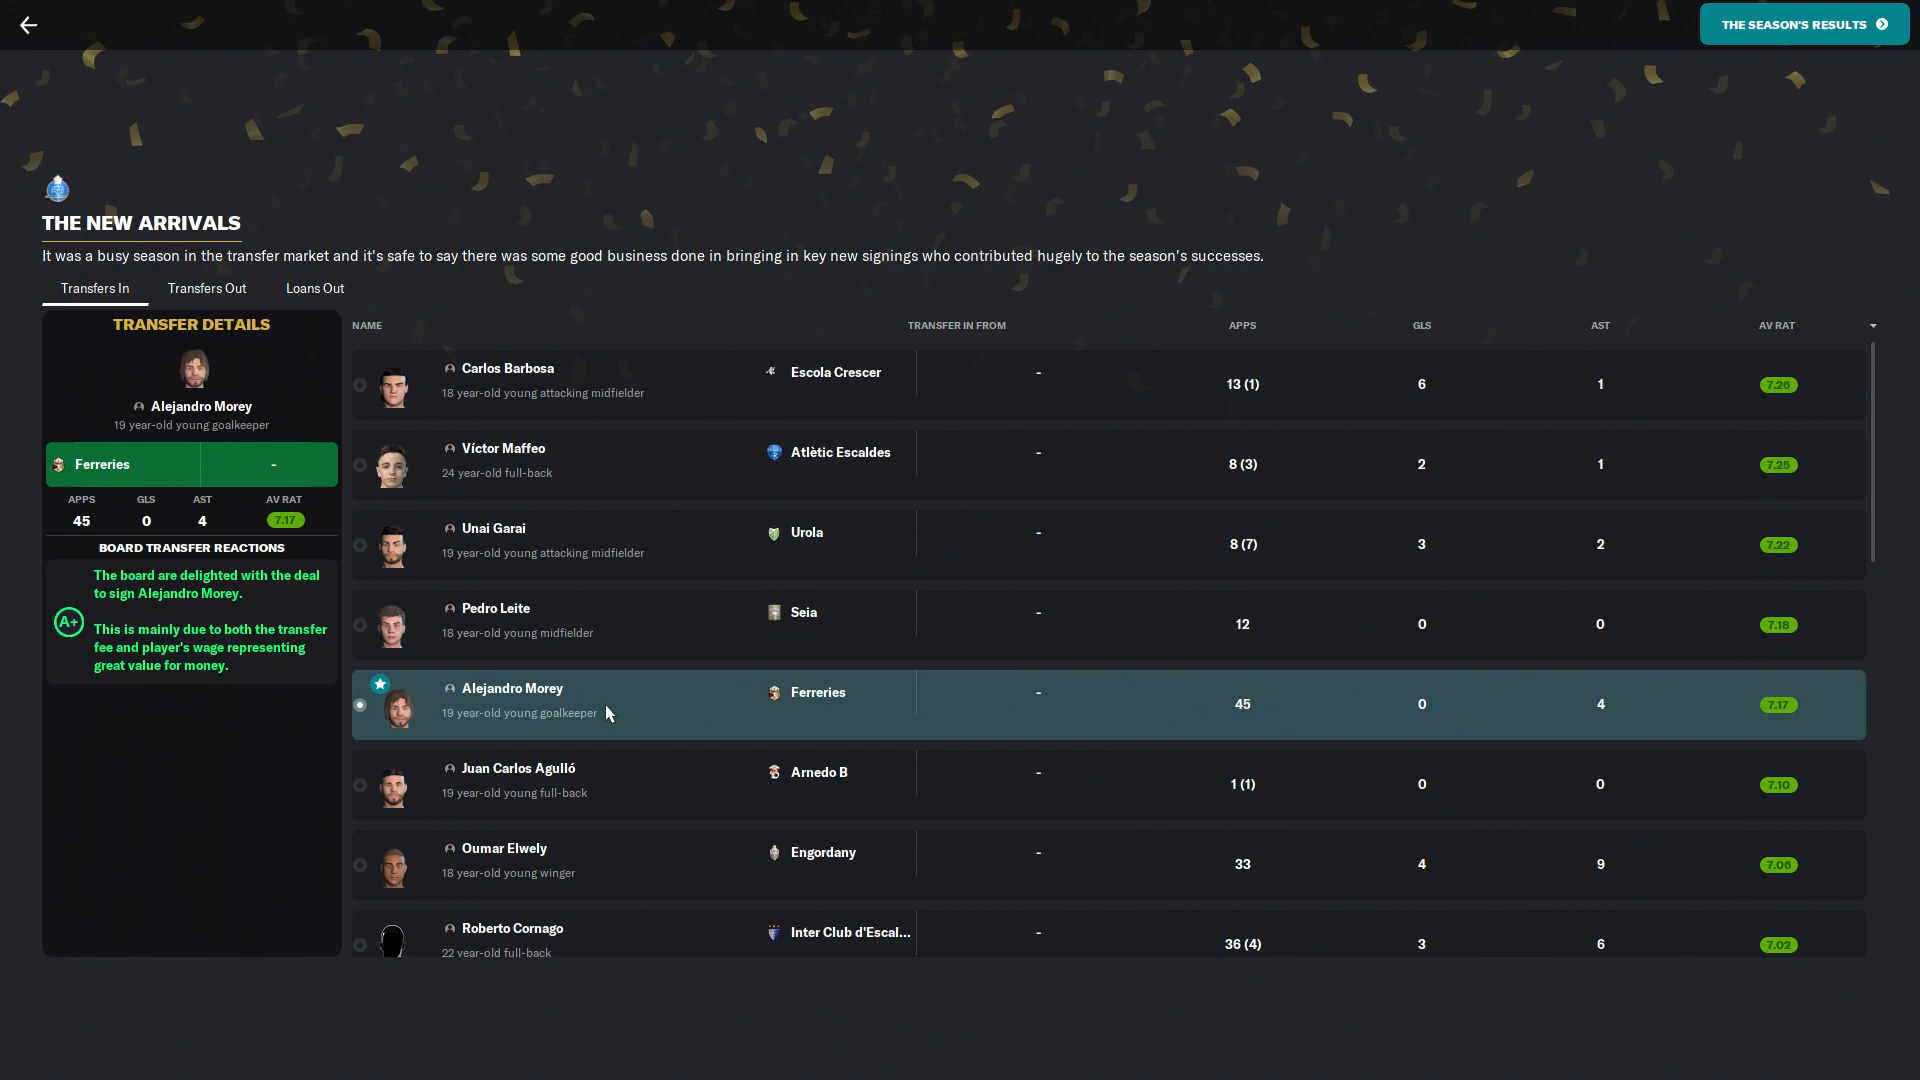 THE SEASON'S RESULTS
THE NEW ARRIVALS
It was a busy season in the transfer market and it's safe to say there was some good business done in bringing in key new signings who contributed hugely to the season's successes.
Transfers In Transfers Out Loans Out
TRANSFER DETAILS
Alejandro Morey
19 year-old young goalkeeper
Ferreries -
APPS GLS AST AV RAT
45 0 4 7.17
BOARD TRANSFER REACTIONS
A+
The board are delighted with the deal
to sign Alejandro Morey.
This is mainly due to both the transfer
fee and player's wage representing
great value for money.
NAME TRANSFER IN FROM APPS GLS AST AV RAT
Carlos Barbosa Escola Crescer - 13 (1) 6 1 7.26
18 year-old young attacking midfielder
Víctor Maffeo Atlètic Escaldes - 8 (3) 2 1 7.25
24 year-old full-back
Unai Garai Urola - 8 (7) 3 2 7.22
19 year-old young attacking midfielder
Pedro Leite Seia - 12 0 0 7.18
18 year-old young midfielder
Alejandro Morey Ferreries - 45 0 4 7.17
19 year-old young goalkeeper
Juan Carlos Agulló Arnedo B - 1 (1) 0 0 7.10
19 year-old young full-back
Oumar Elwely Engordany - 33 4 9 7.06
18 year-old young winger
Roberto Cornago Inter Club d'Escal... - 36 (4) 3 6 7.02
22 year-old full-back